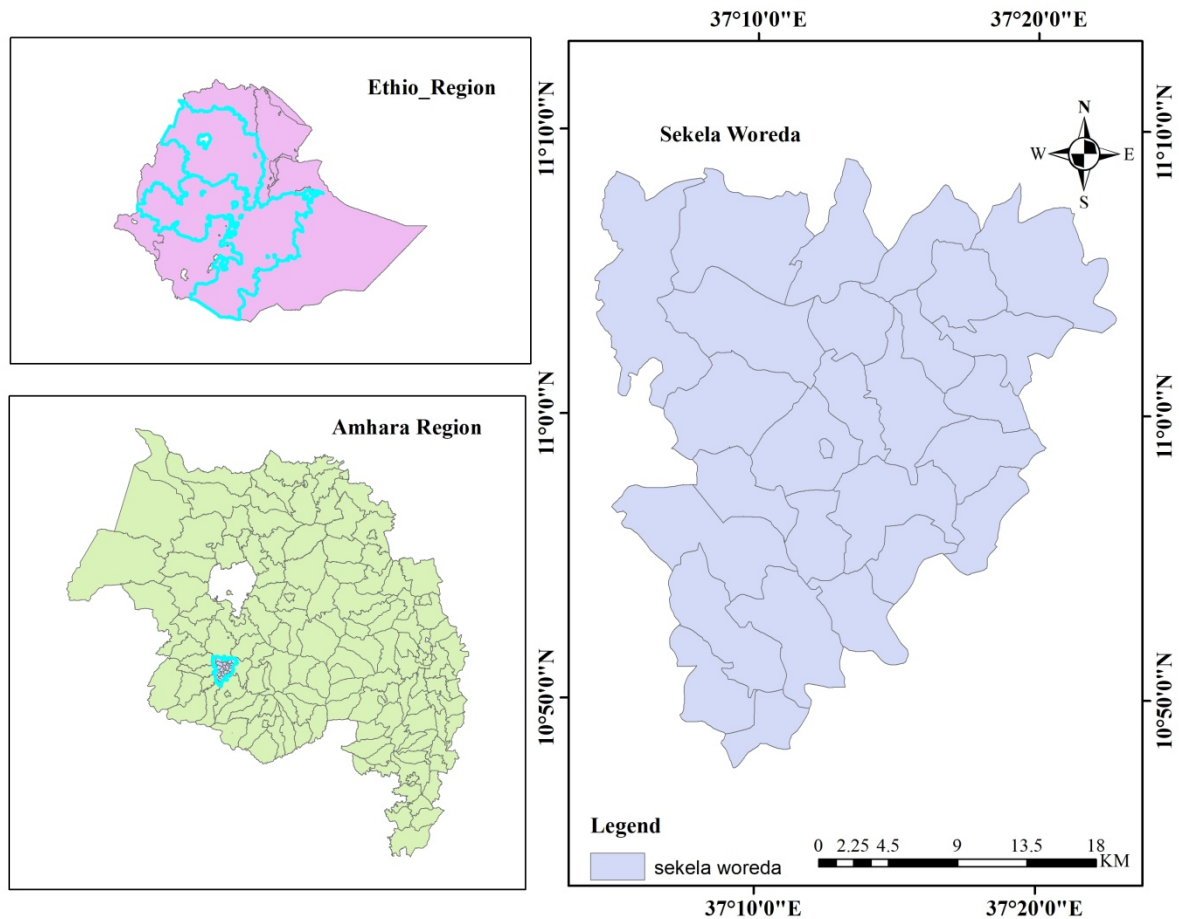 Ethio_Region
Amhara Region
37°10'0"E 37°20'0"E
11°10'0"N
11°0'0"N
10°50'0"N
Sekela Woreda
N
W E
S
11°10'0"N
11°0'0"N
10°50'0"N
Legend
sekela woreda
0 2.25 4.5 9 13.5 18
KM
37°10'0"E 37°20'0"E